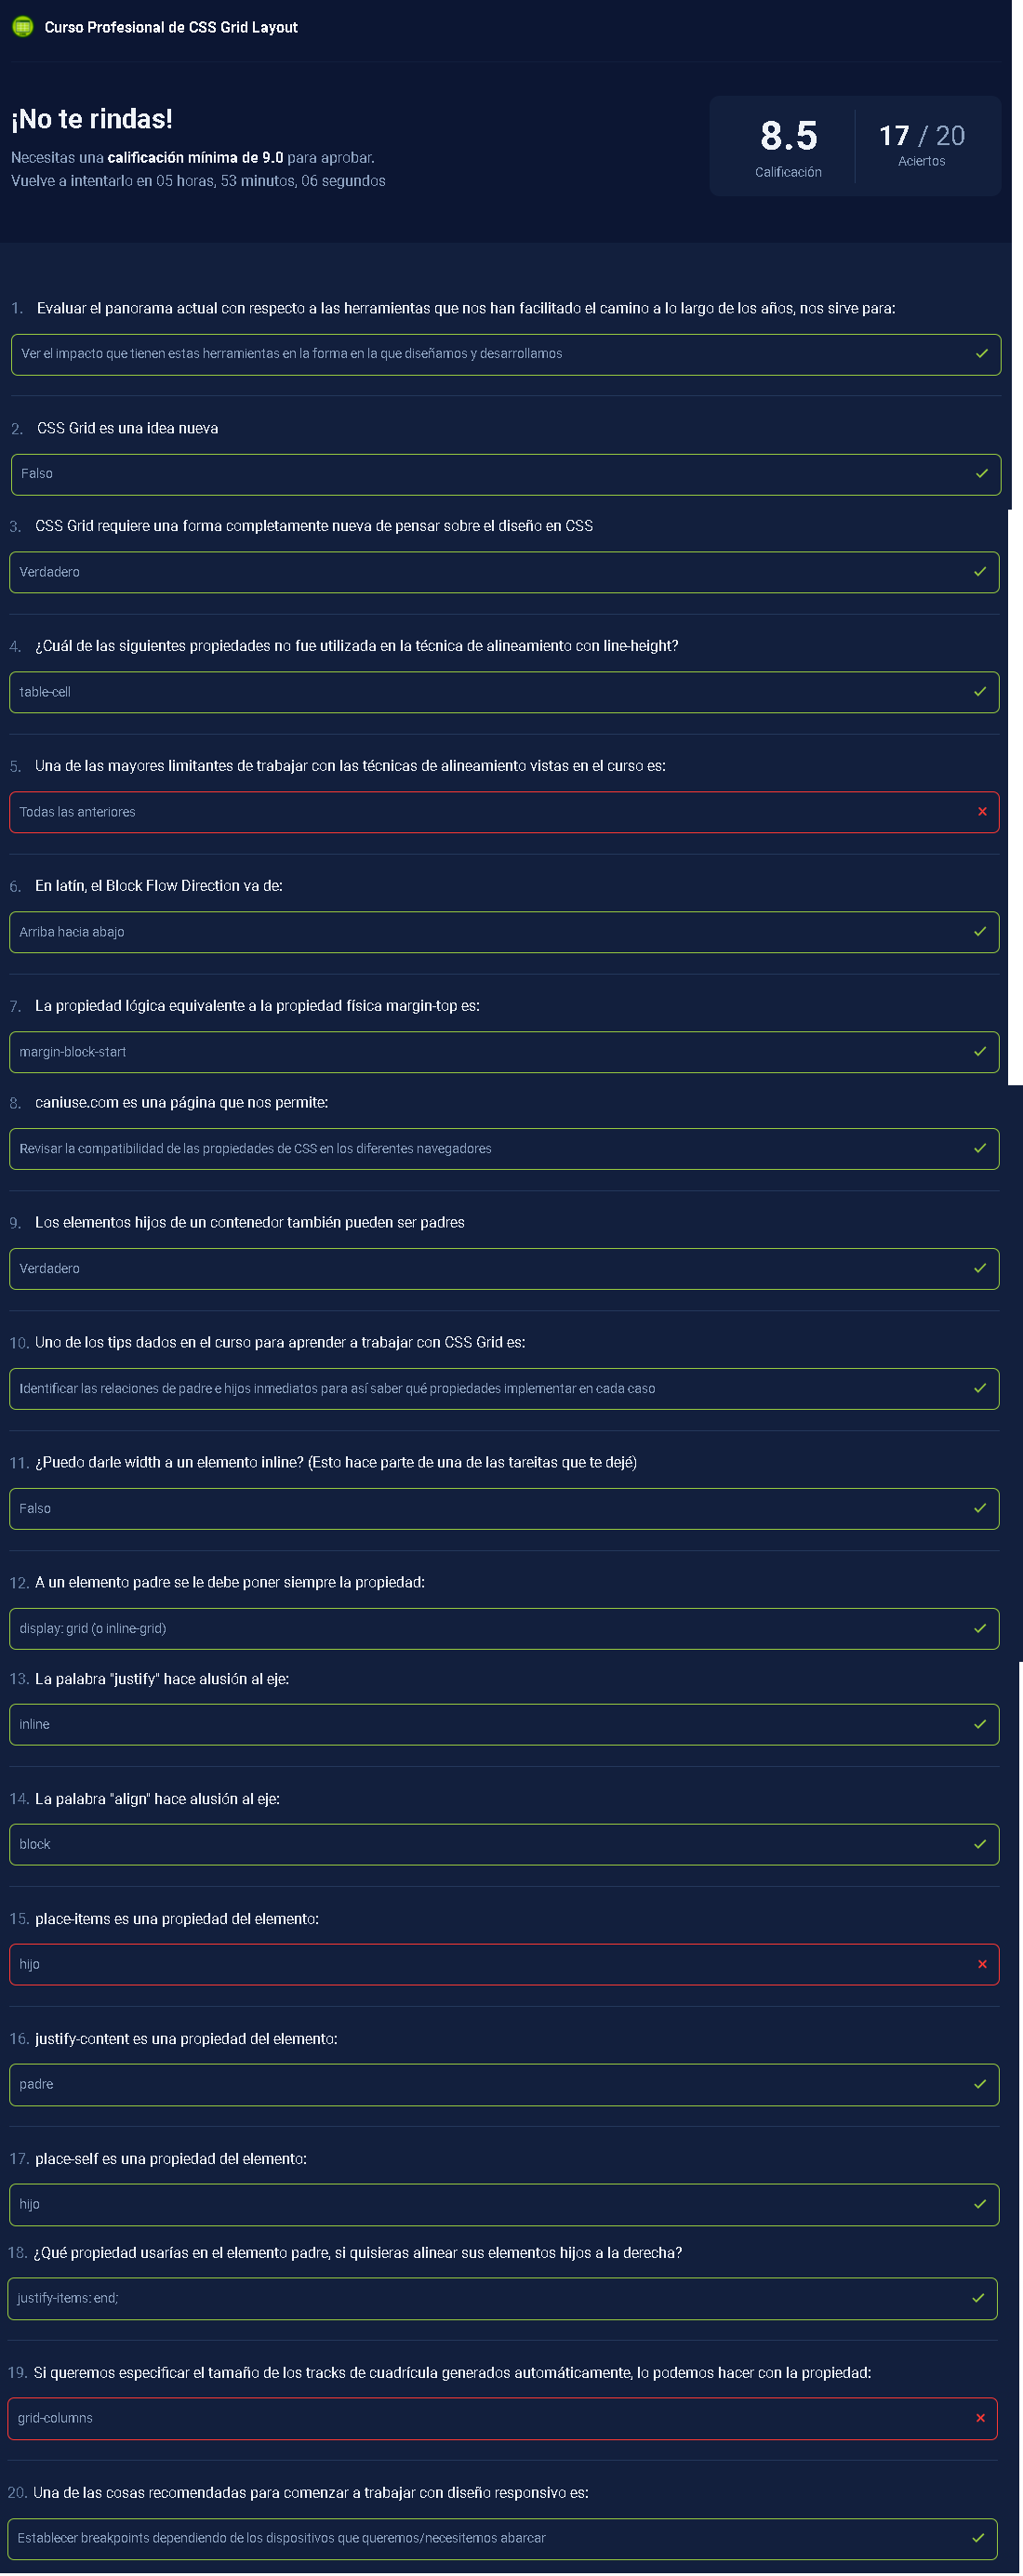 Curso Profesional de CSS Grid Layout
¡No te rindas!
Necesitas una calificación mínima de 9.0 para aprobar.
Vuelve a intentarlo en 05 horas, 53 minutos, 06 segundos
8.5
Calificación
17 / 20
Aciertos
1. Evaluar el panorama actual con respecto a las herramientas que nos han facilitado el camino a lo largo de los años, nos sirve para:
Ver el impacto que tienen estas herramientas en la forma en la que diseñamos y desarrollamos
2. CSS Grid es una idea nueva
Falso
3. CSS Grid requiere una forma completamente nueva de pensar sobre el diseño en CSS
Verdadero
4. ¿Cuál de las siguientes propiedades no fue utilizada en la técnica de alineamiento con line-height?
table-cell
5. Una de las mayores limitantes de trabajar con las técnicas de alineamiento vistas en el curso es:
Todas las anteriores
6. En latín, el Block Flow Direction va de:
Arriba hacia abajo
7. La propiedad lógica equivalente a la propiedad física margin-top es:
margin-block-start
8. caniuse.com es una página que nos permite:
Revisar la compatibilidad de las propiedades de CSS en los diferentes navegadores
9. Los elementos hijos de un contenedor también pueden ser padres
Verdadero
10. Uno de los tips dados en el curso para aprender a trabajar con CSS Grid es:
Identificar las relaciones de padre e hijos inmediatos para así saber qué propiedades implementar en cada caso
11. ¿Puedo darle width a un elemento inline? (Esto hace parte de una de las tareitas que te dejé)
Falso
12. A un elemento padre se le debe poner siempre la propiedad:
display: grid (o inline-grid)
13. La palabra "justify" hace alusión al eje:
inline
14. La palabra "align" hace alusión al eje:
block
15. place-items es una propiedad del elemento:
hijo
16. justify-content es una propiedad del elemento:
padre
17. place-self es una propiedad del elemento:
hijo
18. ¿Qué propiedad usarías en el elemento padre, si quisieras alinear sus elementos hijos a la derecha?
justify-items: end;
19. Si queremos especificar el tamaño de los tracks de cuadrícula generados automáticamente, lo podemos hacer con la propiedad:
grid-columns
20. Una de las cosas recomendadas para comenzar a trabajar con diseño responsivo es:
Establecer breakpoints dependiendo de los dispositivos que queremos/necesitemos abarcar